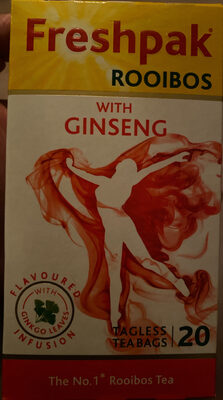 Freshpak®
ROOIBOS
WITH
GINSENG
FLAVOURED
WITH
GINKGO LEAVES
INFUSION
TAGLESS
TEA BAGS | 20
The No.1* Rooibos Tea